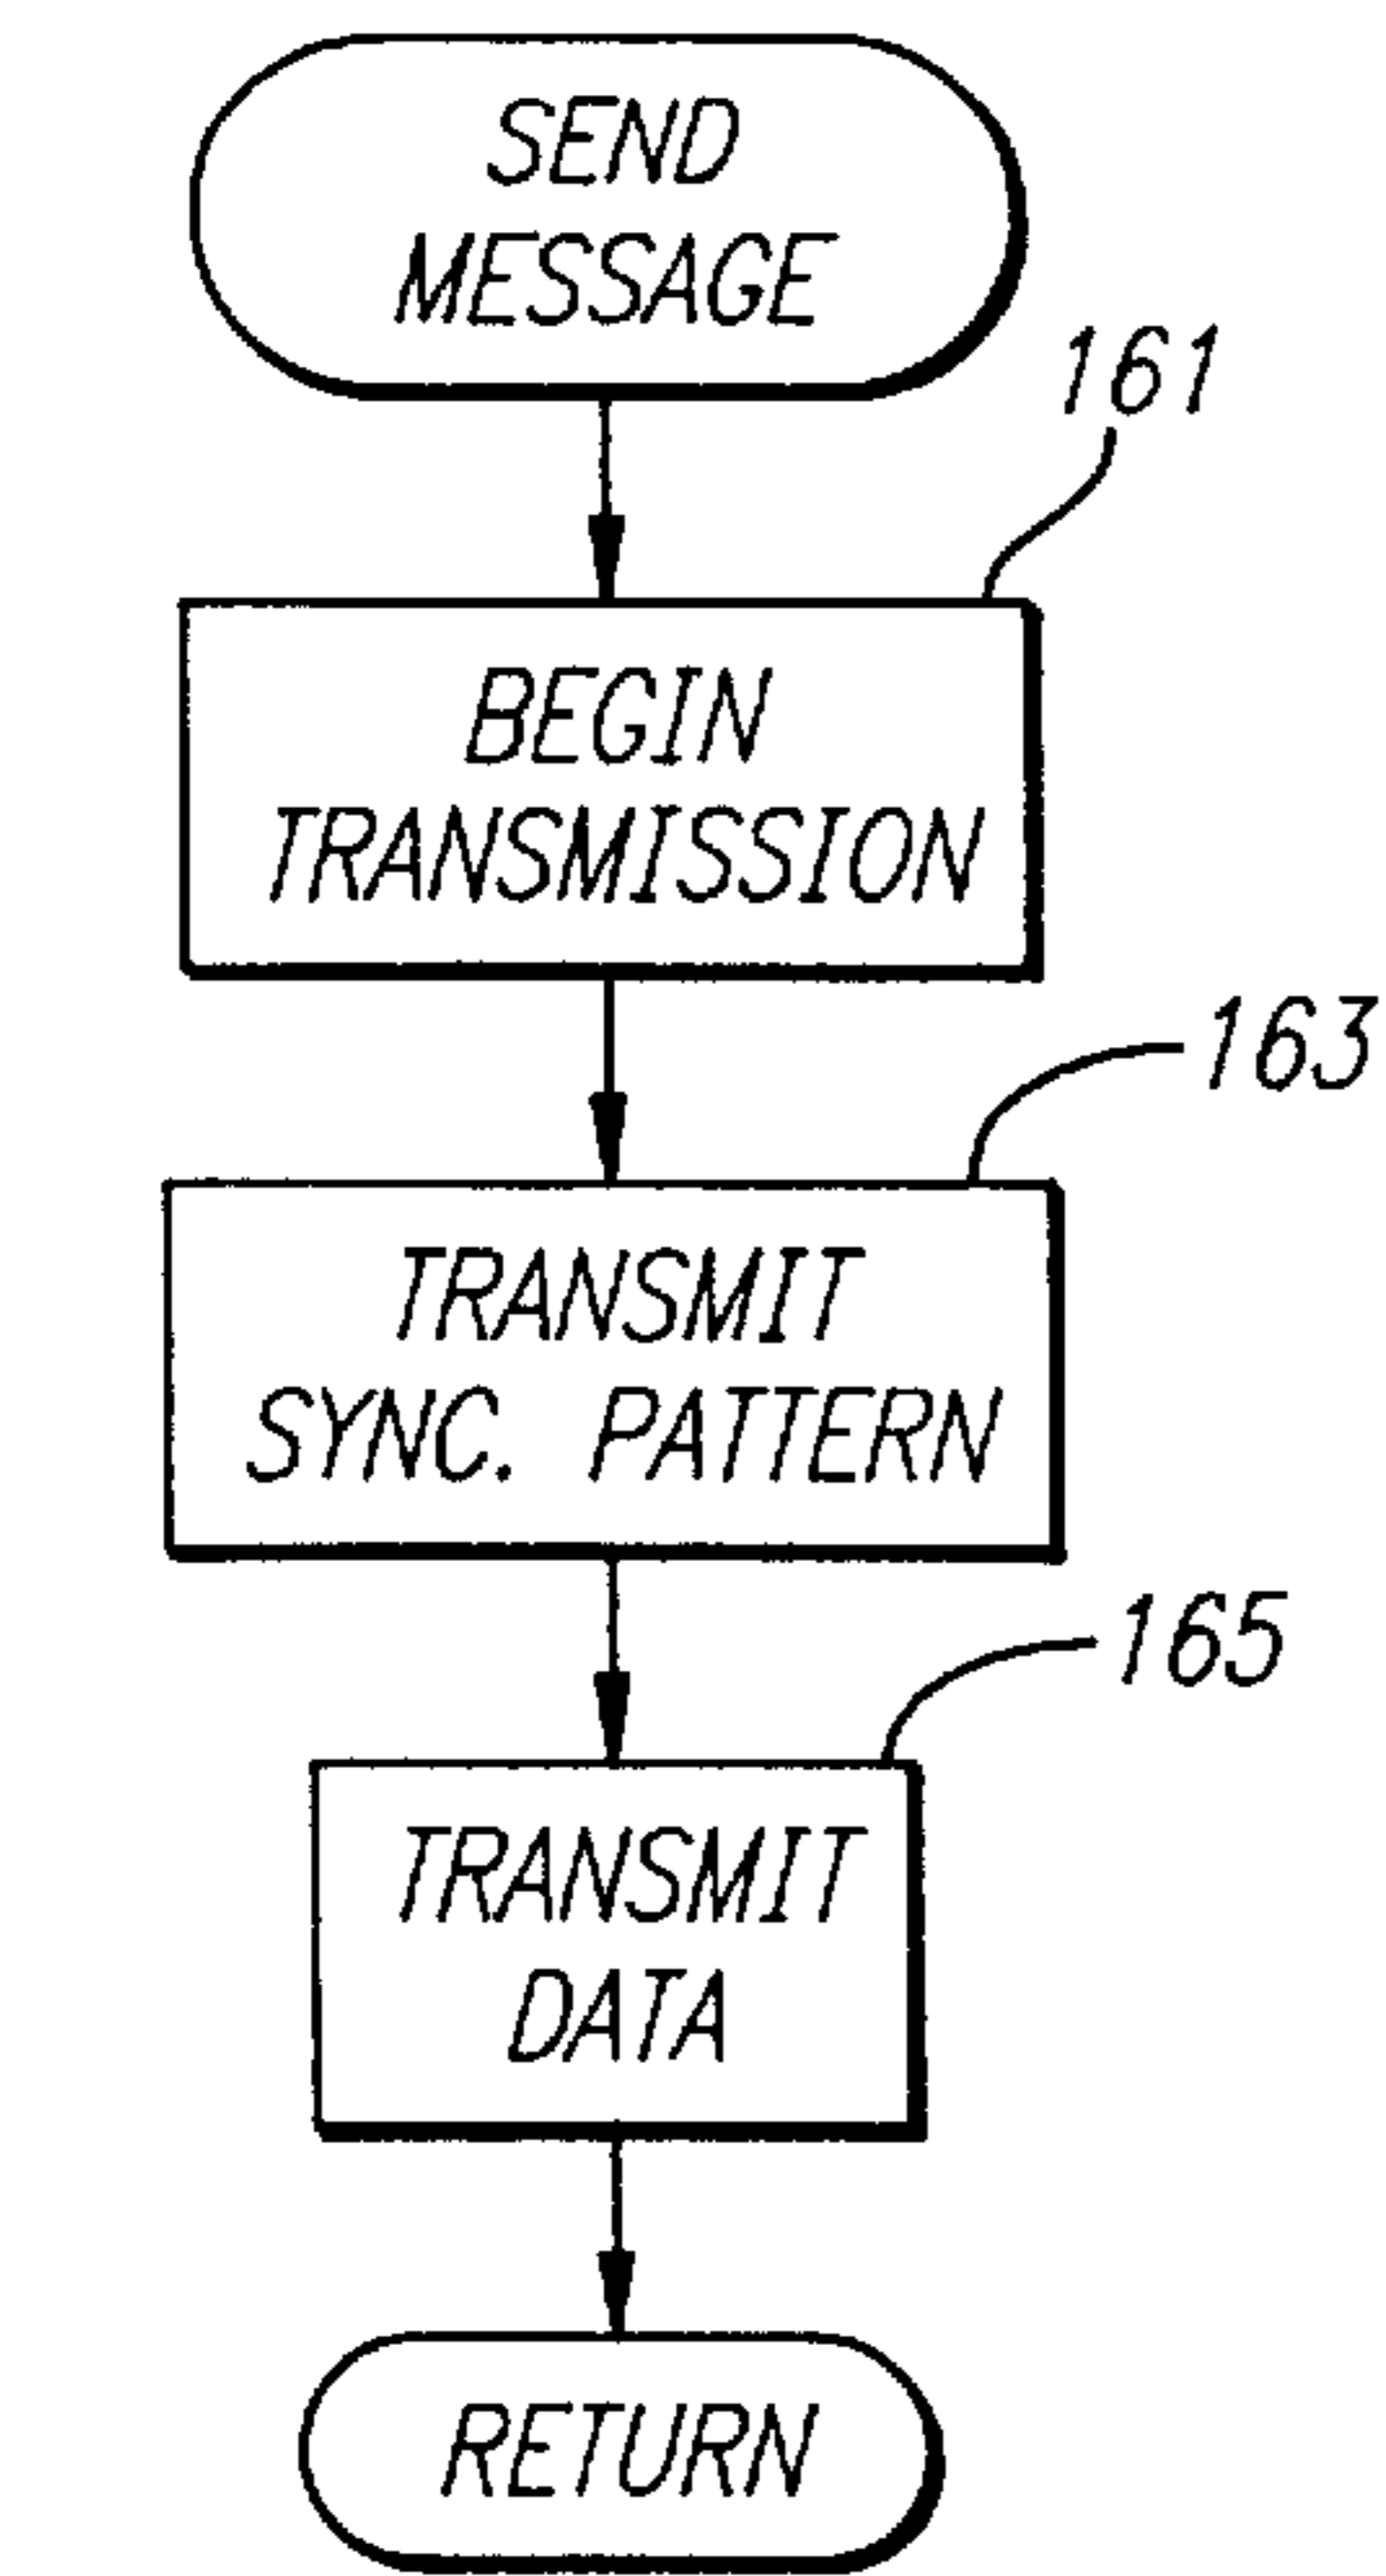 SEND
MESSAGE
161
BEGIN
TRANSMISSION
163
TRANSMIT
SYNC. PATTERN
165
TRANSMIT
DATA
RETURN